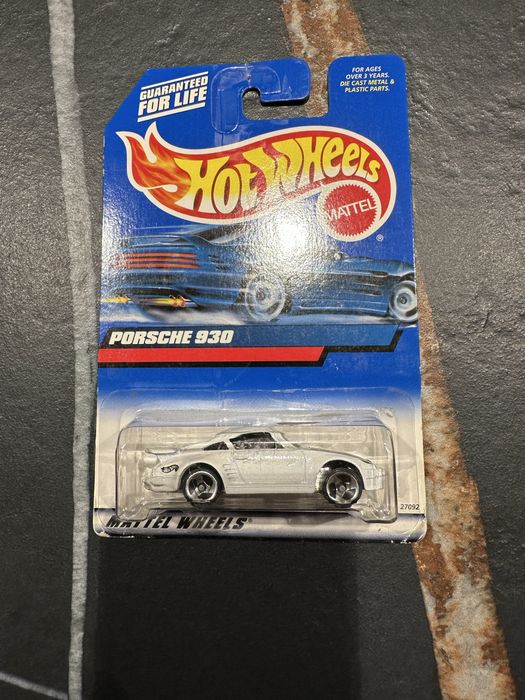 GUARANTEED
FOR LIFE
FOR AGES
OVER 3 YEARS.
DIE CAST METAL &
PLASTIC PARTS.
HOT WHEELS
MATTEL
®
PORSCHE 930
27092
MATTEL WHEELS